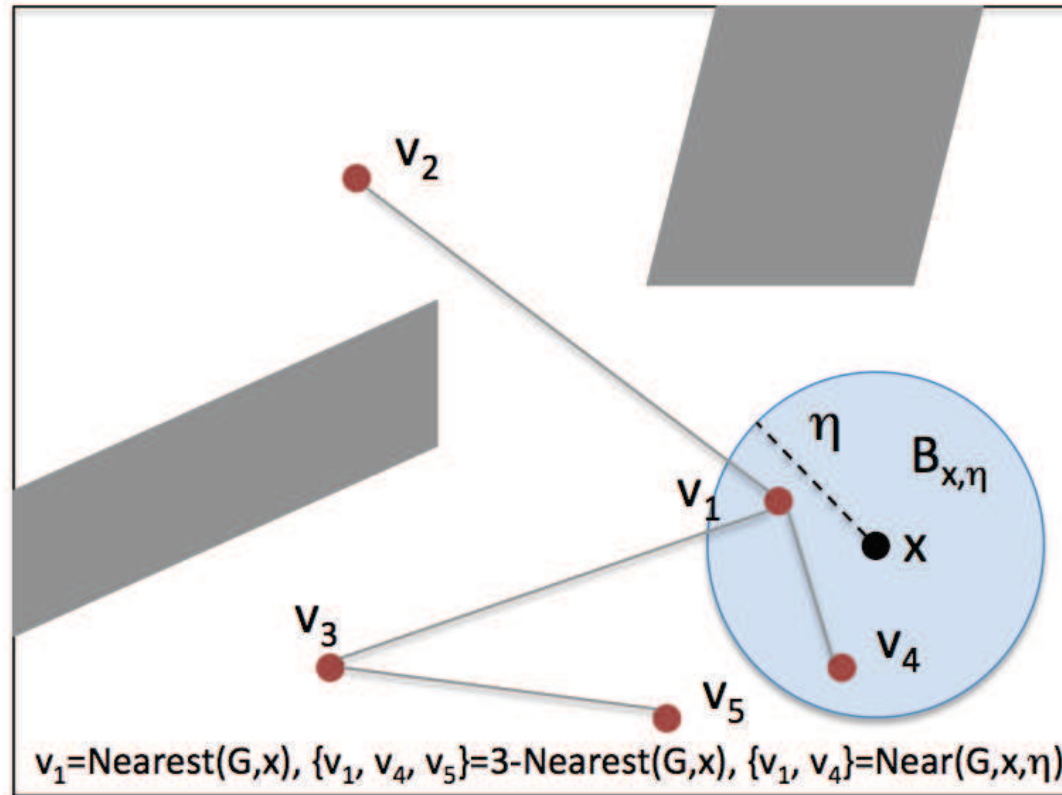 v₂
η
Bₓ,η
v₁
x
v₃
v₄
v₅
v₁=Nearest(G,x), {v₁, v₄, v₅}=3-Nearest(G,x), {v₁, v₄}=Near(G,x,η)